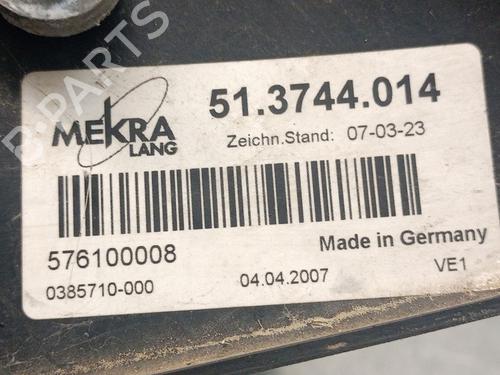 MEKRA
LANG
51.3744.014
Zeichn.Stand: 07-03-23
576100008
Made in Germany
0385710-000
04.04.2007
VE1
B-PARTS